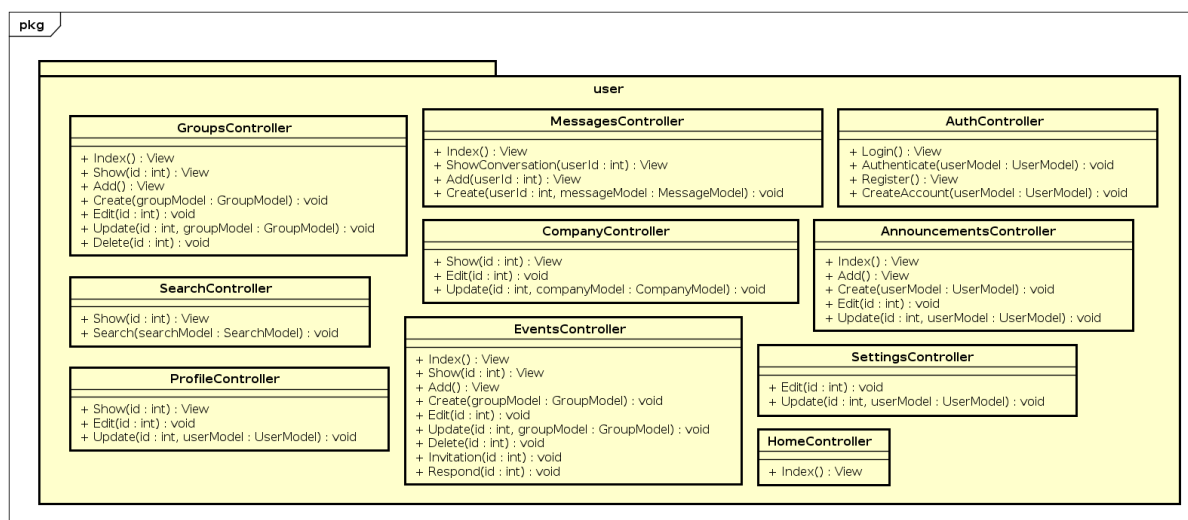 pkg
user
GroupsController
+ Index() : View
+ Show(id : int) : View
+ Add() : View
+ Create(groupModel : GroupModel) : void
+ Edit(id : int) : void
+ Update(id : int, groupModel : GroupModel) : void
+ Delete(id : int) : void
MessagesController
+ Index() : View
+ ShowConversation(userId : int) : View
+ Add(userId : int) : View
+ Create(userId : int, messageModel : MessageModel) : void
AuthController
+ Login() : View
+ Authenticate(userModel : UserModel) : void
+ Register() : View
+ CreateAccount(userModel : UserModel) : void
CompanyController
+ Show(id : int) : View
+ Edit(id : int) : void
+ Update(id : int, companyModel : CompanyModel) : void
AnnouncementsController
+ Index() : View
+ Add() : View
+ Create(userModel : UserModel) : void
+ Edit(id : int) : void
+ Update(id : int, userModel : UserModel) : void
SearchController
+ Show(id : int) : View
+ Search(searchModel : SearchModel) : void
EventsController
+ Index() : View
+ Show(id : int) : View
+ Add() : View
+ Create(groupModel : GroupModel) : void
+ Edit(id : int) : void
+ Update(id : int, groupModel : GroupModel) : void
+ Delete(id : int) : void
+ Invitation(id : int) : void
+ Respond(id : int) : void
SettingsController
+ Edit(id : int) : void
+ Update(id : int, userModel : UserModel) : void
ProfileController
+ Show(id : int) : View
+ Edit(id : int) : void
+ Update(id : int, userModel : UserModel) : void
HomeController
+ Index() : View